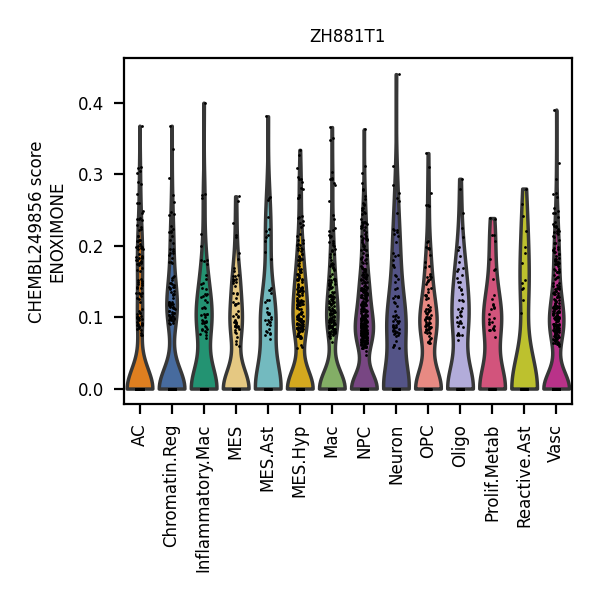 ZH881T1
CHEMBL249856 score
ENOXIMONE
0.4
0.3
0.2
0.1
0.0
AC
Chromatin.Reg
Inflammatory.Mac
MES
MES.Ast
MES.Hyp
Mac
NPC
Neuron
OPC
Oligo
Prolif.Metab
Reactive.Ast
Vasc